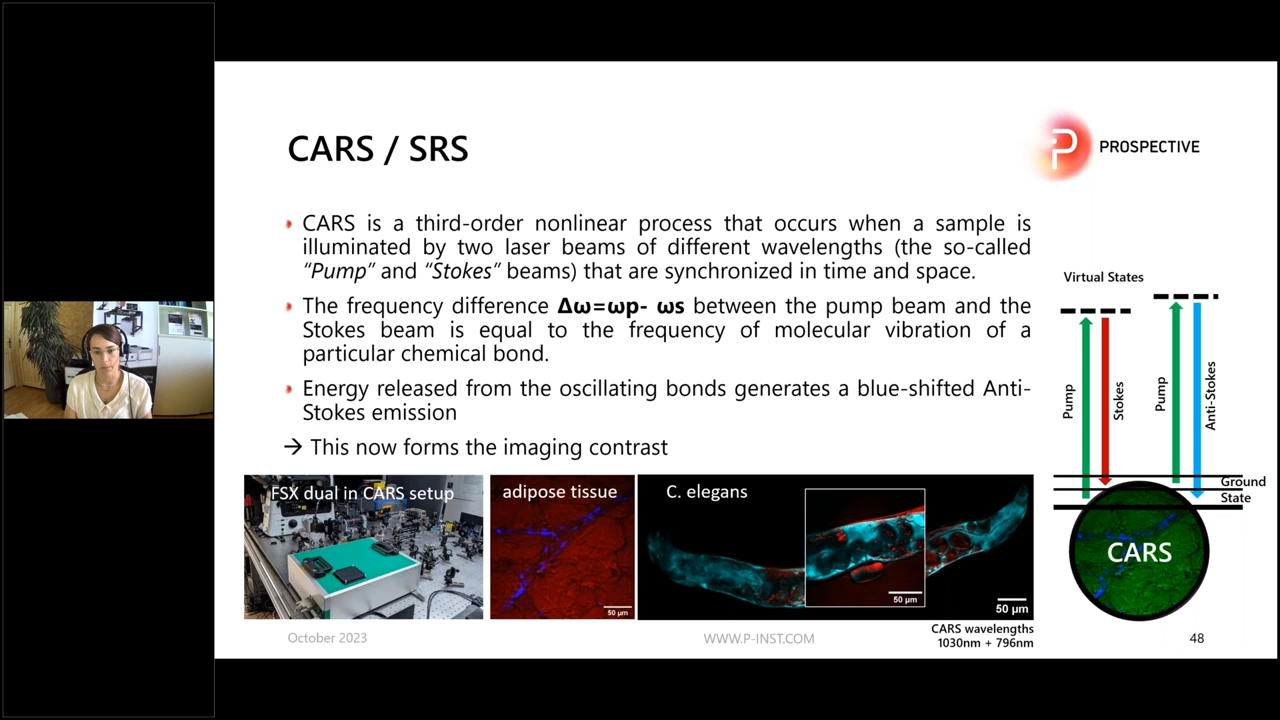 CARS / SRS
PROSPECTIVE
CARS is a third-order nonlinear process that occurs when a sample is
illuminated by two laser beams of different wavelengths (the so-called
“Pump” and “Stokes” beams) that are synchronized in time and space.
The frequency difference Δω=ωp- ωs between the pump beam and the
Stokes beam is equal to the frequency of molecular vibration of a
particular chemical bond.
Energy released from the oscillating bonds generates a blue-shifted Anti-
Stokes emission
→ This now forms the imaging contrast
Virtual States
Pump
Stokes
Pump
Anti-Stokes
Ground
State
CARS
FSX dual in CARS setup
adipose tissue
50 µm
C. elegans
50 µm
50 µm
CARS wavelengths
1030nm + 796nm
October 2023
WWW.P-INST.COM
48